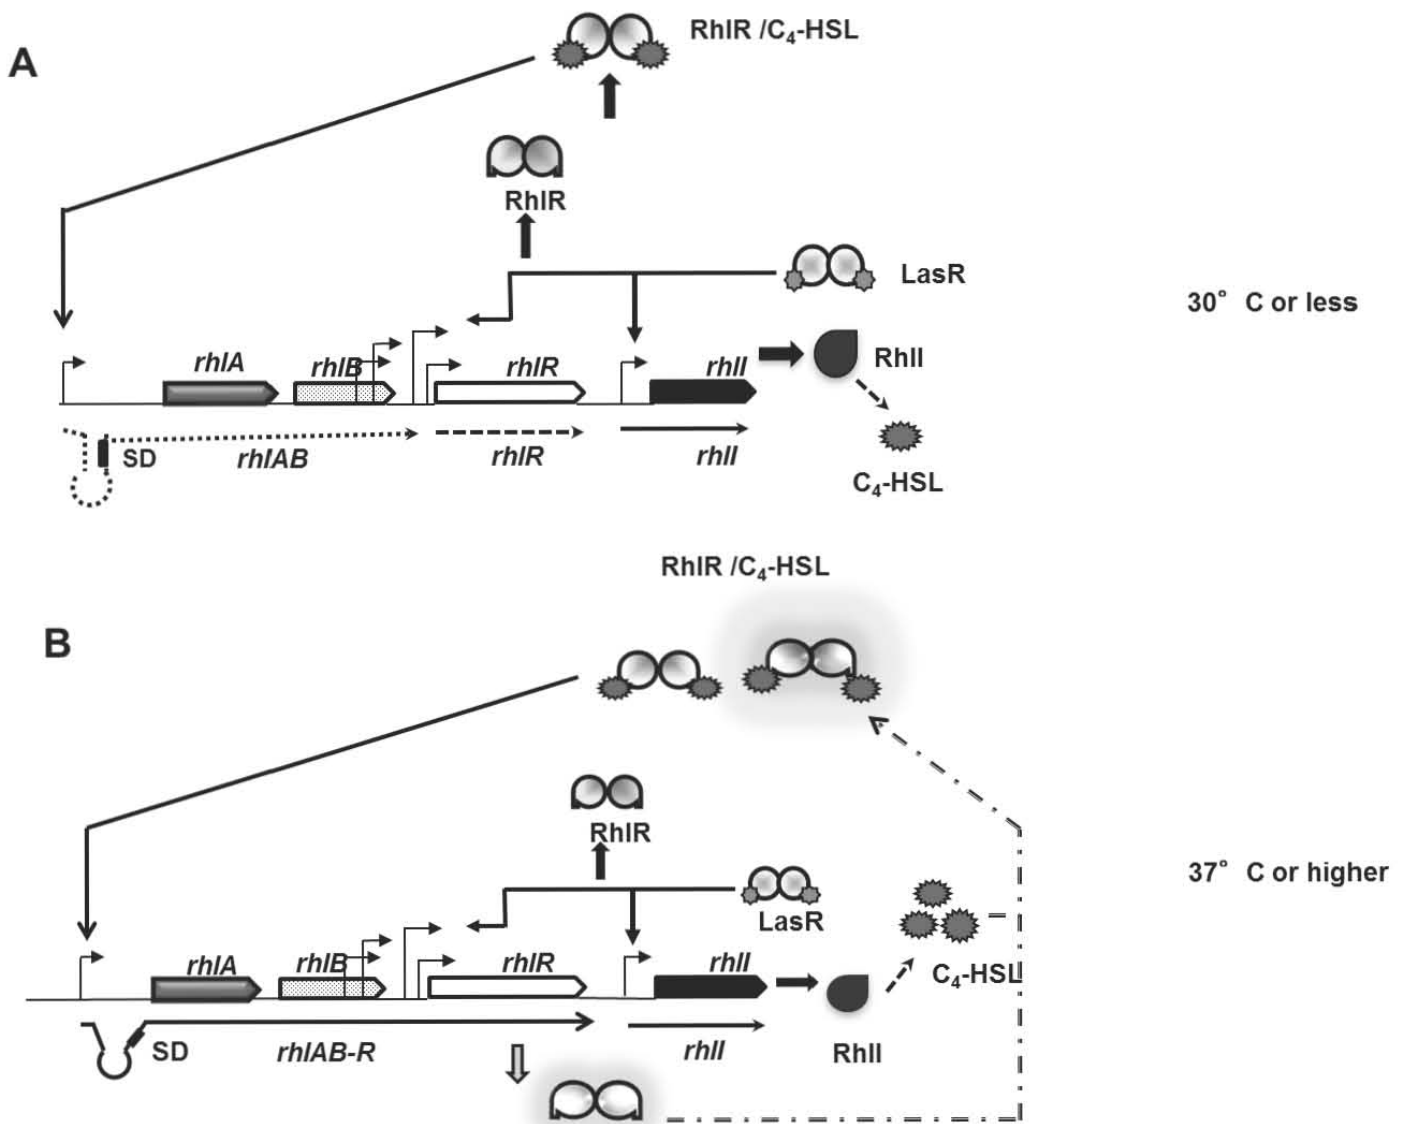 A
RhlR /C₄-HSL
RhlR
LasR
30° C or less
rhlA
rhlB
rhlR
rhlI
RhlI
SD
rhlAB
rhlR
rhlI
C₄-HSL
RhlR /C₄-HSL
B
RhlR
37° C or higher
LasR
rhlA
rhlB
rhlR
rhlI
C₄-HSL
SD
rhlAB-R
rhlI
RhlI